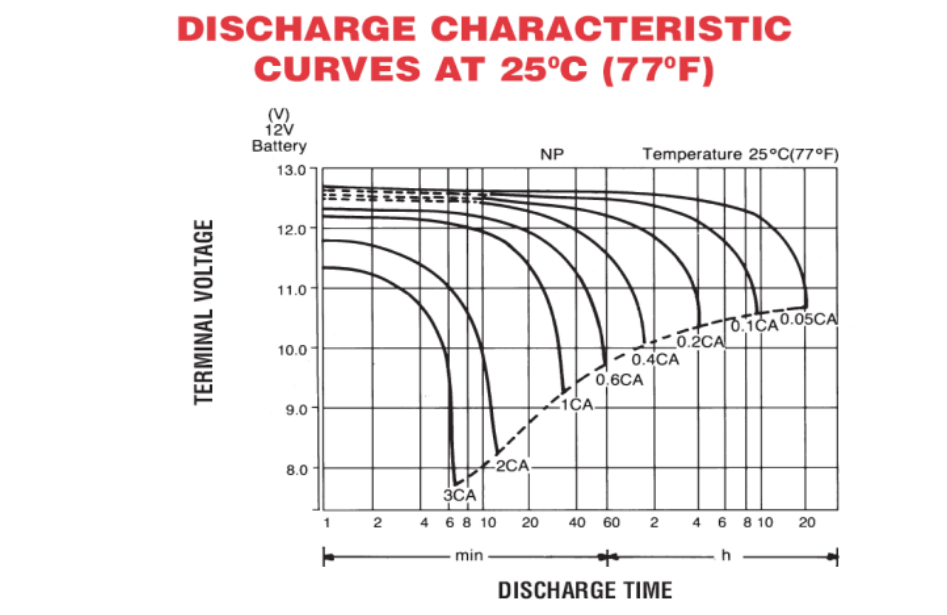 DISCHARGE CHARACTERISTIC
CURVES AT 25ºC (77ºF)
(V)
12V
Battery
NP
Temperature 25°C(77°F)
13.0
12.0
11.0
10.0
9.0
8.0
TERMINAL VOLTAGE
0.05CA
0.1CA
0.2CA
0.4CA
0.6CA
1CA
2CA
3CA
1 2 4 6 8 10 20 40 60 2 4 6 8 10 20
min h
DISCHARGE TIME